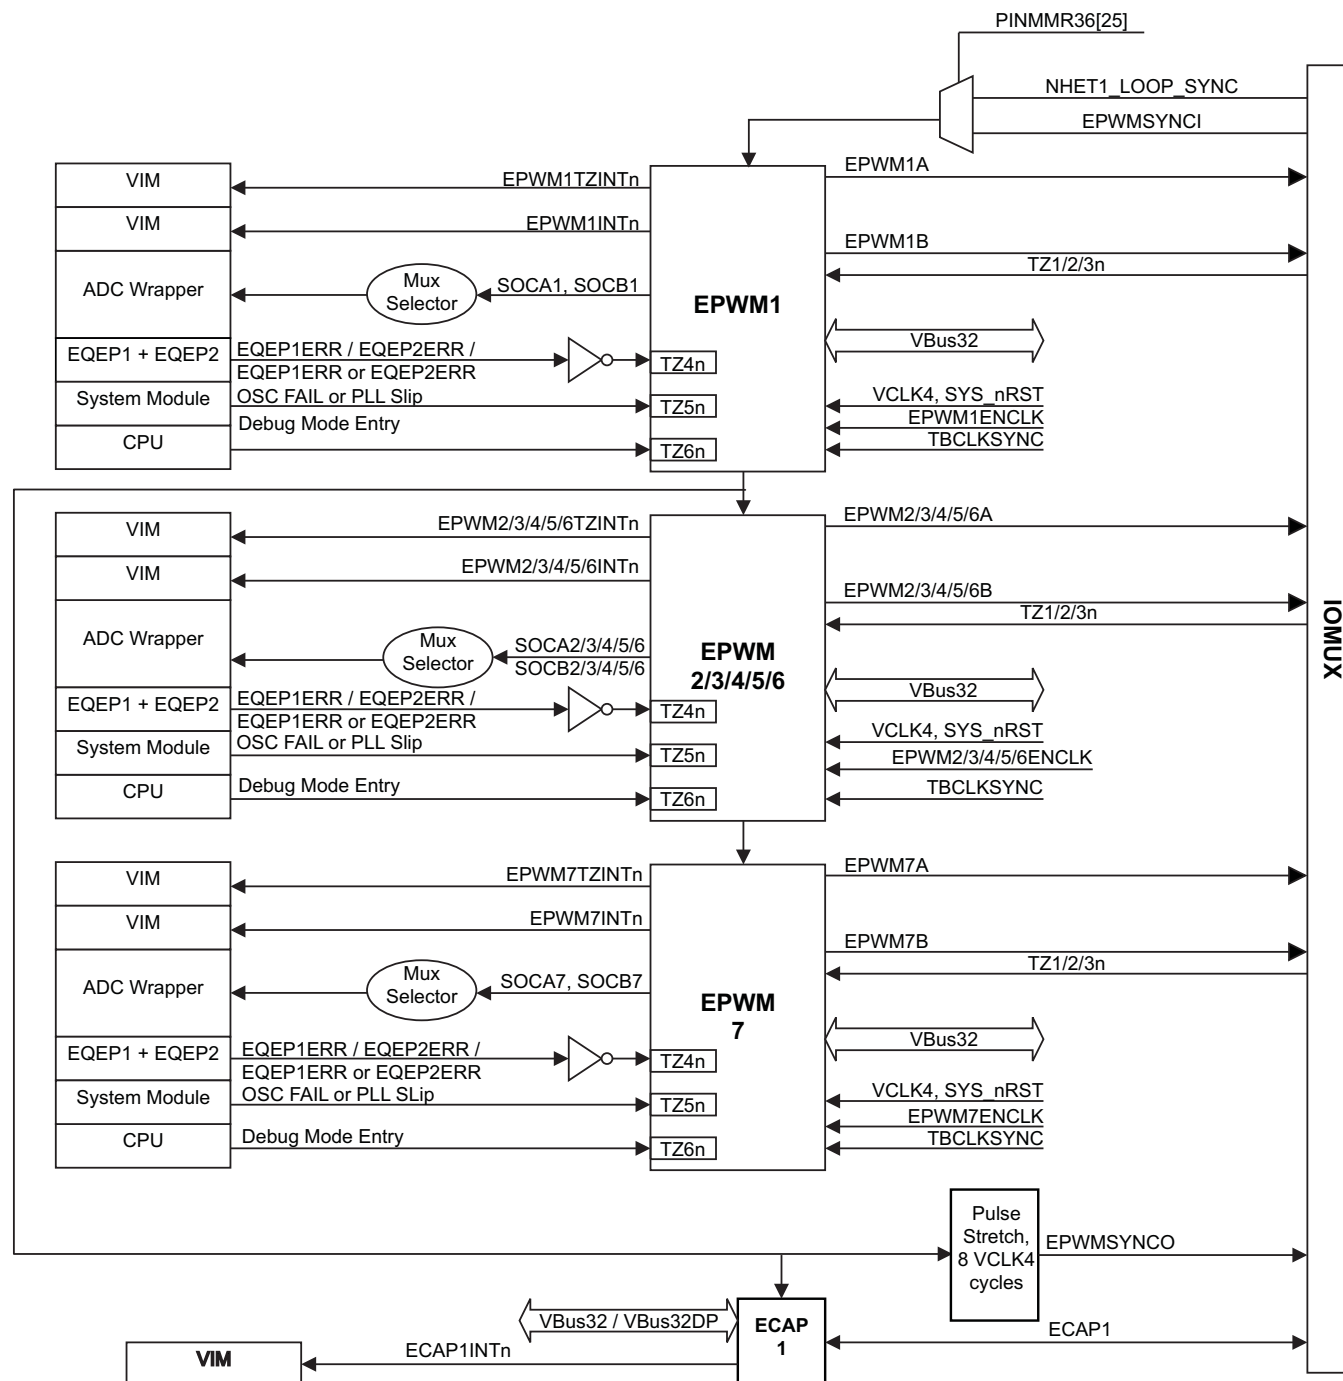 PINMMR36[25]
NHET1_LOOP_SYNC
EPWMSYNCI
VIM
EPWM1TZINTn
EPWM1A
VIM
EPWM1INTn
EPWM1B
TZ1/2/3n
ADC Wrapper
Mux
Selector
SOCA1, SOCB1
EPWM1
VBus32
EQEP1 + EQEP2
EQEP1ERR / EQEP2ERR /
EQEP1ERR or EQEP2ERR
TZ4n
System Module
OSC FAIL or PLL Slip
TZ5n
VCLK4, SYS_nRST
EPWM1ENCLK
CPU
Debug Mode Entry
TZ6n
TBCLKSYNC
VIM
EPWM2/3/4/5/6TZINTn
EPWM2/3/4/5/6A
VIM
EPWM2/3/4/5/6INTn
EPWM2/3/4/5/6B
TZ1/2/3n
IOMUX
ADC Wrapper
Mux
Selector
SOCA2/3/4/5/6
SOCB2/3/4/5/6
EPWM
2/3/4/5/6
VBus32
EQEP1 + EQEP2
EQEP1ERR / EQEP2ERR /
EQEP1ERR or EQEP2ERR
TZ4n
System Module
OSC FAIL or PLL Slip
TZ5n
VCLK4, SYS_nRST
EPWM2/3/4/5/6ENCLK
CPU
Debug Mode Entry
TZ6n
TBCLKSYNC
VIM
EPWM7TZINTn
EPWM7A
VIM
EPWM7INTn
EPWM7B
TZ1/2/3n
ADC Wrapper
Mux
Selector
SOCA7, SOCB7
EPWM
7
VBus32
EQEP1 + EQEP2
EQEP1ERR / EQEP2ERR /
EQEP1ERR or EQEP2ERR
TZ4n
System Module
OSC FAIL or PLL SLip
TZ5n
VCLK4, SYS_nRST
EPWM7ENCLK
CPU
Debug Mode Entry
TZ6n
TBCLKSYNC
Pulse
Stretch,
8 VCLK4
cycles
EPWMSYNCO
VBus32 / VBus32DP
ECAP
1
ECAP1
VIM
ECAP1INTn